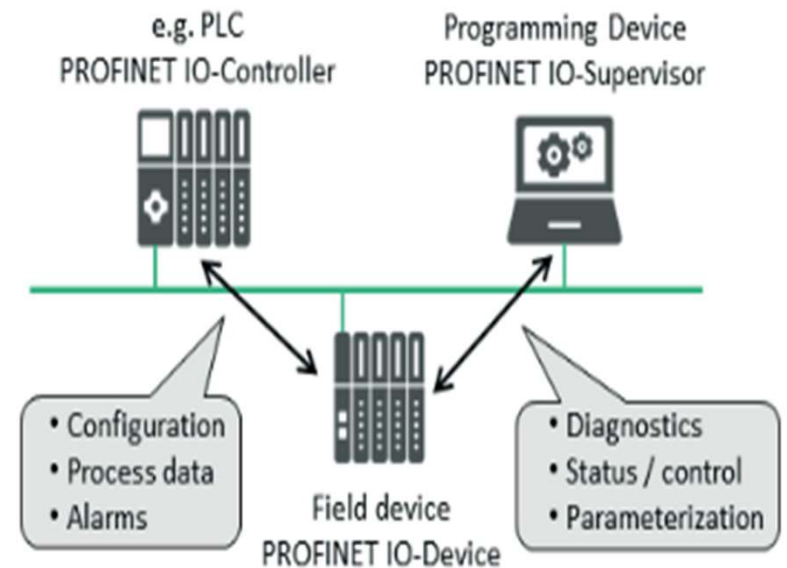 e.g. PLC
PROFINET IO-Controller
Programming Device
PROFINET IO-Supervisor
• Configuration
• Process data
• Alarms
• Diagnostics
• Status / control
• Parameterization
Field device
PROFINET IO-Device